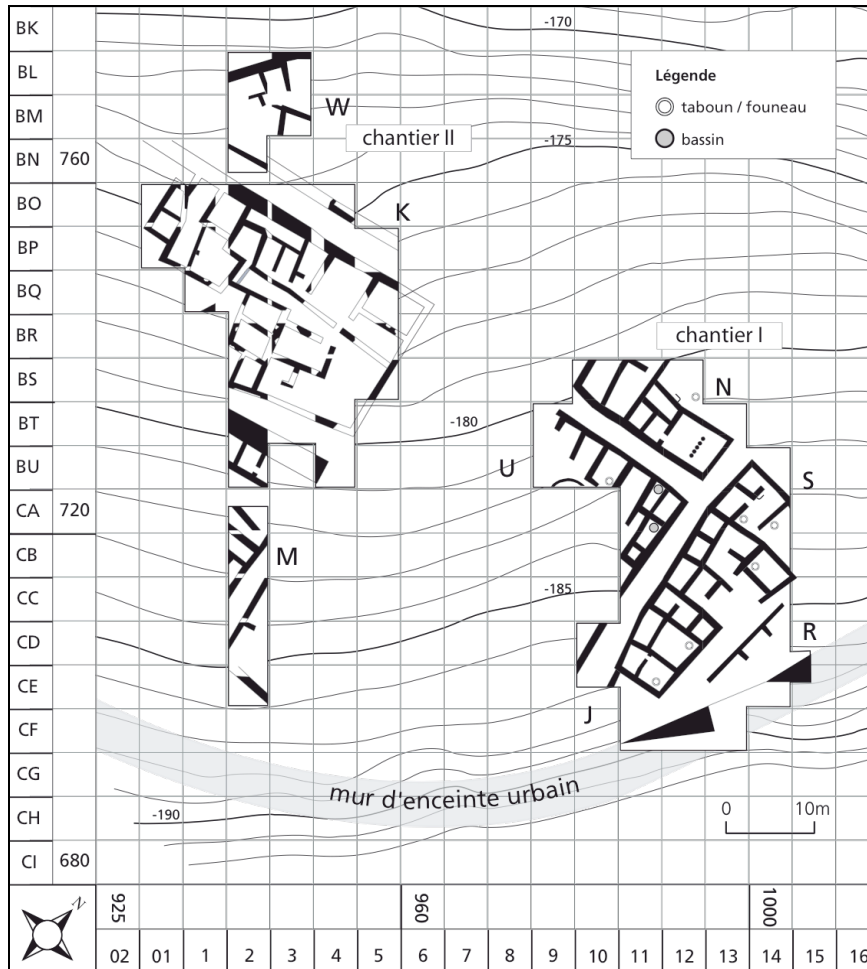 BK
BL
BM
BN 760
BO
BP
BQ
BR
BS
BT
BU
CA 720
CB
CC
CD
CE
CF
CG
CH
CI 680
-170
Légende
taboun / founeau
bassin
W
chantier II
-175
K
chantier I
N
-180
U
S
M
-185
R
J
mur d'enceinte urbain
-190
0 10m
N
925 960 1000
02 01 1 2 3 4 5 6 7 8 9 10 11 12 13 14 15 16